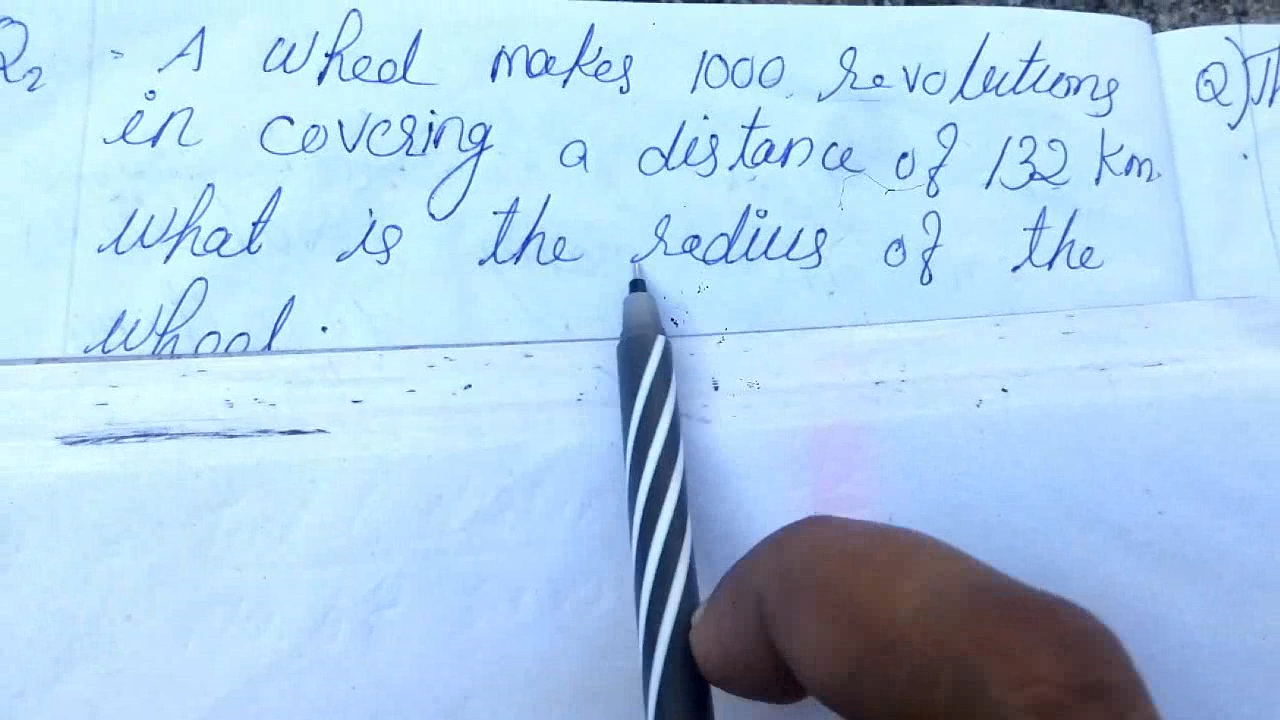 Q2 - A wheel makes 1000 revolutions
in covering a distance of 132 km.
What is the radius of the
wheel.
Q)